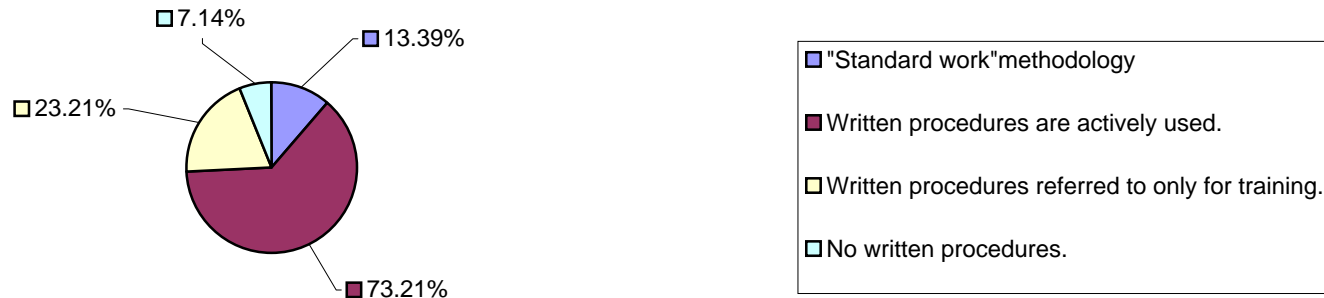 7.14%
13.39%
23.21%
73.21%
"Standard work"methodology
Written procedures are actively used.
Written procedures referred to only for training.
No written procedures.